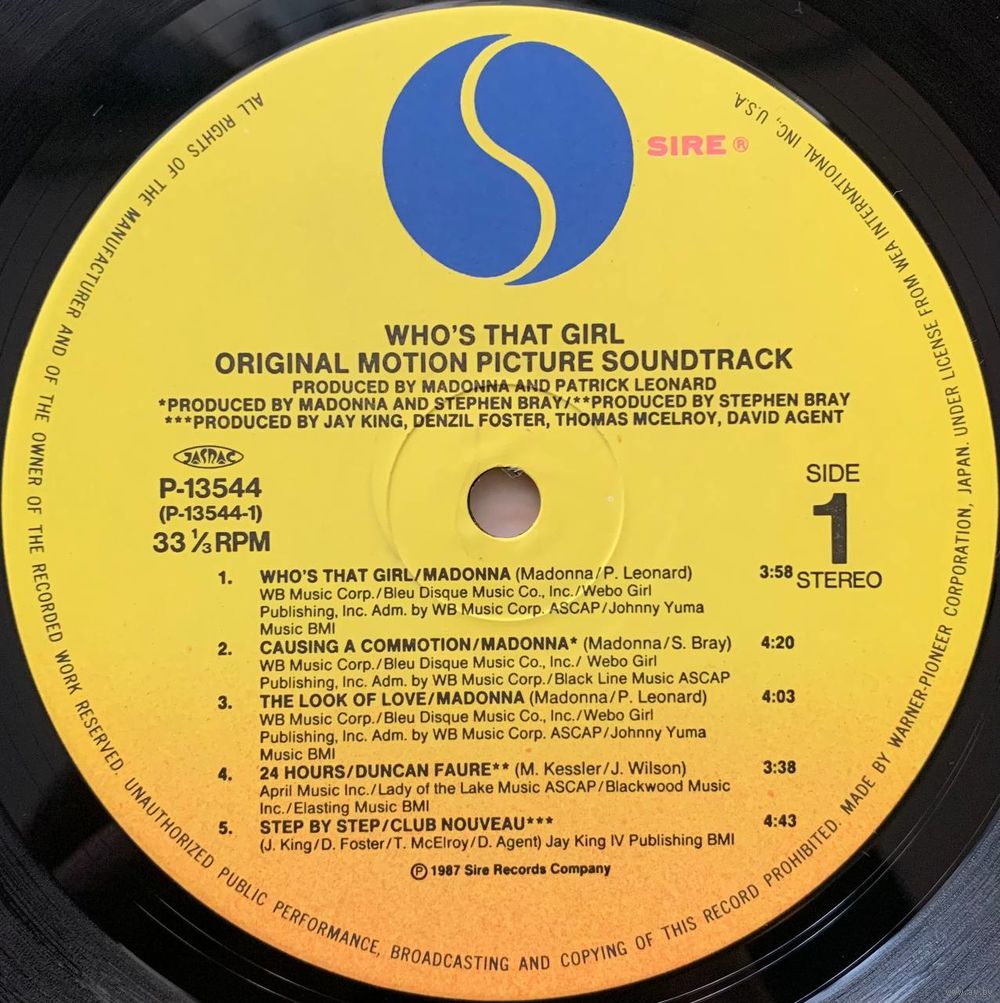 SIRE ®
WHO'S THAT GIRL
ORIGINAL MOTION PICTURE SOUNDTRACK
PRODUCED BY MADONNA AND PATRICK LEONARD
*PRODUCED BY MADONNA AND STEPHEN BRAY/**PRODUCED BY STEPHEN BRAY
***PRODUCED BY JAY KING, DENZIL FOSTER, THOMAS MCELROY, DAVID AGENT
JASRAC
P-13544
(P-13544-1)
33 ⅓ RPM
SIDE
1
STEREO
1. WHO'S THAT GIRL/MADONNA (Madonna/P. Leonard) 3:58
WB Music Corp./Bleu Disque Music Co., Inc./Webo Girl
Publishing, Inc. Adm. by WB Music Corp. ASCAP/Johnny Yuma
Music BMI
2. CAUSING A COMMOTION/MADONNA* (Madonna/S. Bray) 4:20
WB Music Corp./Bleu Disque Music Co., Inc./ Webo Girl
Publishing, Inc. Adm. by WB Music Corp./Black Line Music ASCAP
3. THE LOOK OF LOVE/MADONNA (Madonna/P. Leonard) 4:03
WB Music Corp./Bleu Disque Music Co., Inc./Webo Girl
Publishing, Inc. Adm. by WB Music Corp. ASCAP/Johnny Yuma
Music BMI
4. 24 HOURS/DUNCAN FAURE** (M. Kessler/J. Wilson) 3:38
April Music Inc./Lady of the Lake Music ASCAP/Blackwood Music
Inc./Elasting Music BMI
5. STEP BY STEP/CLUB NOUVEAU*** 4:43
(J. King/D. Foster/T. McElroy/D. Agent) Jay King IV Publishing BMI
℗ 1987 Sire Records Company
ALL RIGHTS OF THE MANUFACTURER AND OF THE OWNER OF THE RECORDED WORK RESERVED. UNAUTHORIZED PUBLIC PERFORMANCE, BROADCASTING AND COPYING OF THIS RECORD PROHIBITED. MADE BY WARNER-PIONEER CORPORATION, JAPAN. UNDER LICENSE FROM WEA INTERNATIONAL INC., U.S.A.